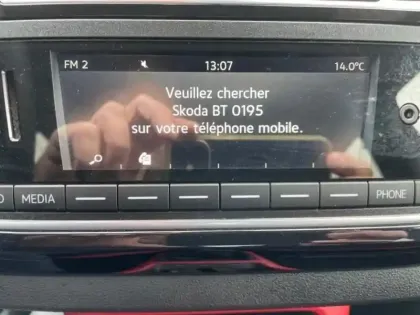 FM 2 13:07 14.0°C
Veuillez chercher
Skoda BT 0195
sur votre téléphone mobile.
MEDIA PHONE